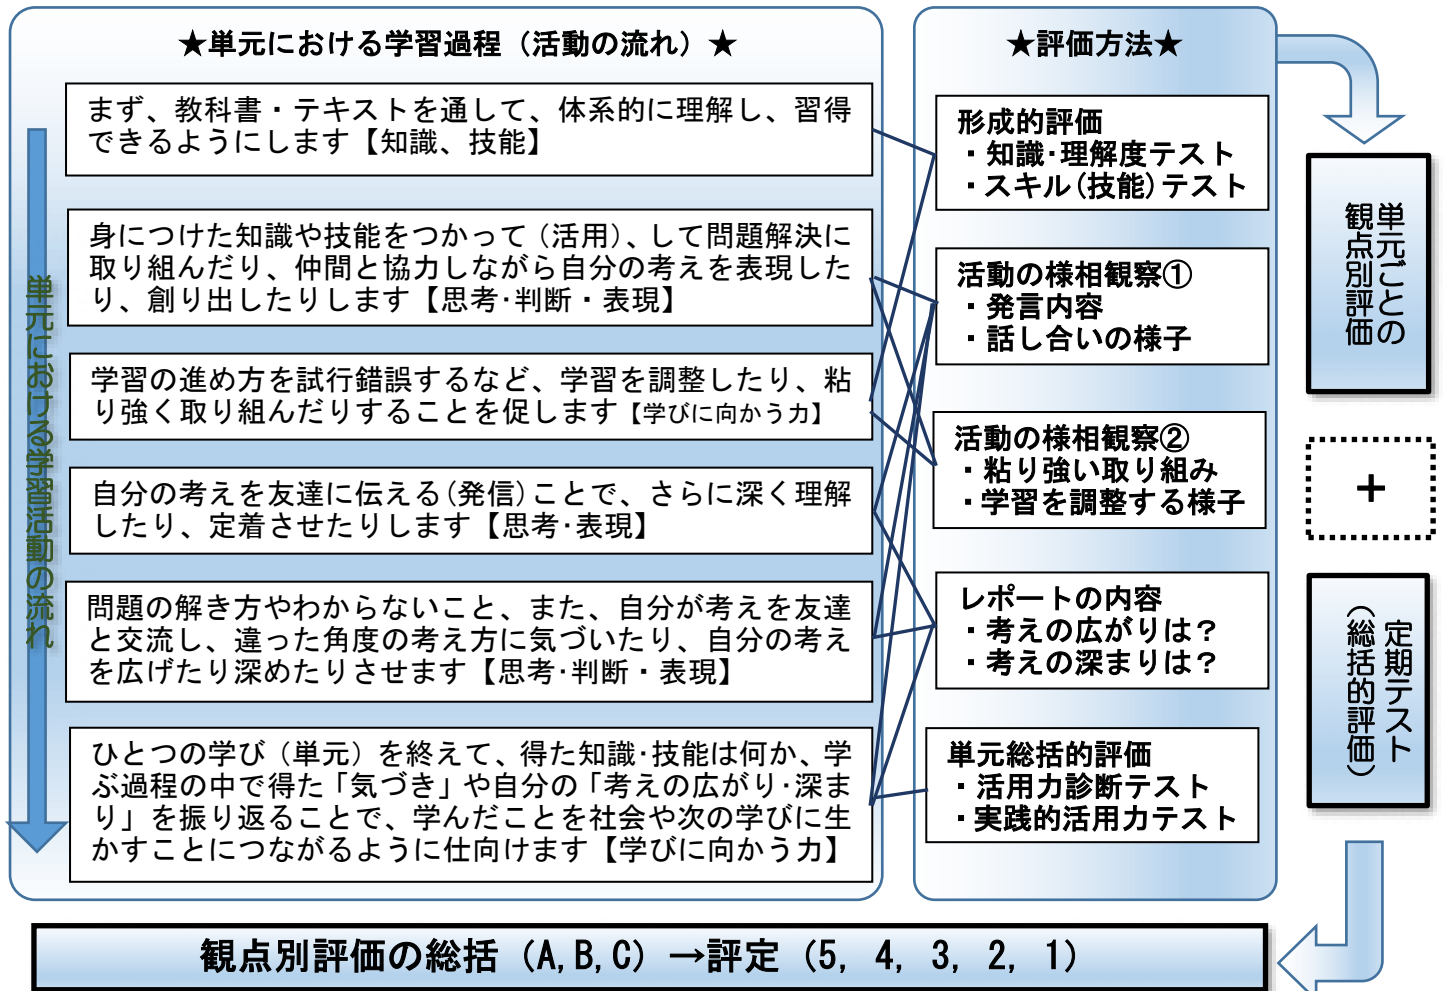 ★単元における学習過程（活動の流れ）★
まず、教科書・テキストを通して、体系的に理解し、習得
できるようにします【知識、技能】
身につけた知識や技能をつかって（活用）、して問題解決に
取り組んだり、仲間と協力しながら自分の考えを表現した
り、創り出したりします【思考･判断・表現】
学習の進め方を試行錯誤するなど、学習を調整したり、粘
り強く取り組んだりすることを促します【学びに向かう力】
自分の考えを友達に伝える(発信)ことで、さらに深く理解
したり、定着させたりします【思考･表現】
問題の解き方やわからないこと、また、自分が考えを友達
と交流し、違った角度の考え方に気づいたり、自分の考え
を広げたり深めたりさせます【思考･判断・表現】
ひとつの学び（単元）を終えて、得た知識･技能は何か、学
ぶ過程の中で得た「気づき」や自分の「考えの広がり･深ま
り」を振り返ることで、学んだことを社会や次の学びに生
かすことにつながるように仕向けます【学びに向かう力】
単元における学習活動の流れ
★評価方法★
形成的評価
・知識･理解度テスト
・スキル(技能)テスト
活動の様相観察①
・発言内容
・話し合いの様子
活動の様相観察②
・粘り強い取り組み
・学習を調整する様子
レポートの内容
・考えの広がりは？
・考えの深まりは？
単元総括的評価
・活用力診断テスト
・実践的活用力テスト
単元ごとの
観点別評価
＋
定期テスト
（総括的評価）
観点別評価の総括（A,B,C）→評定（5, 4, 3, 2, 1）